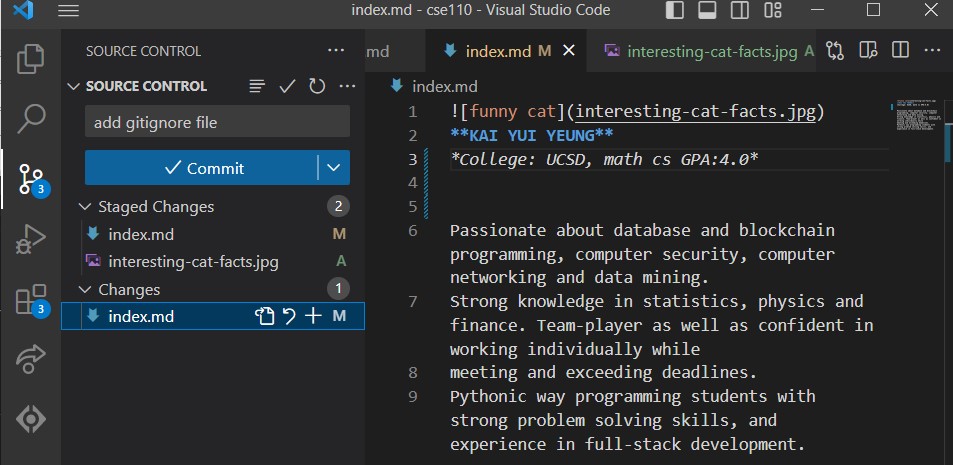 index.md - cse110 - Visual Studio Code
SOURCE CONTROL
SOURCE CONTROL
add gitignore file
Commit
Staged Changes 2
index.md M
interesting-cat-facts.jpg A
Changes 1
index.md M
3
3
md index.md M interesting-cat-facts.jpg A
index.md
1 ![funny cat](interesting-cat-facts.jpg)
2 **KAI YUI YEUNG**
3 *College: UCSD, math cs GPA:4.0*
4
5
6 Passionate about database and blockchain
programming, computer security, computer
networking and data mining.
7 Strong knowledge in statistics, physics and
finance. Team-player as well as confident in
working individually while
8 meeting and exceeding deadlines.
9 Pythonic way programming students with
strong problem solving skills, and
experience in full-stack development.